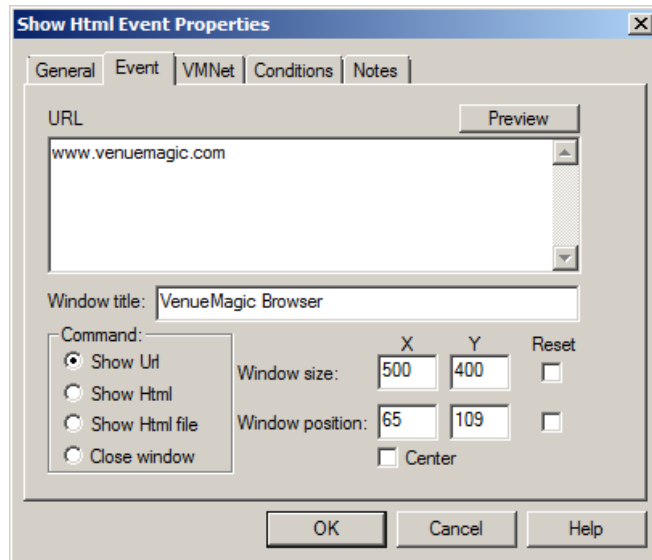 Show Html Event Properties
General Event VMNet Conditions Notes
URL Preview
www.venuemagic.com
Window title: VenueMagic Browser
Command:
Show Url
Show Html
Show Html file
Close window
X Y Reset
Window size: 500 400
Window position: 65 109
Center
OK Cancel Help